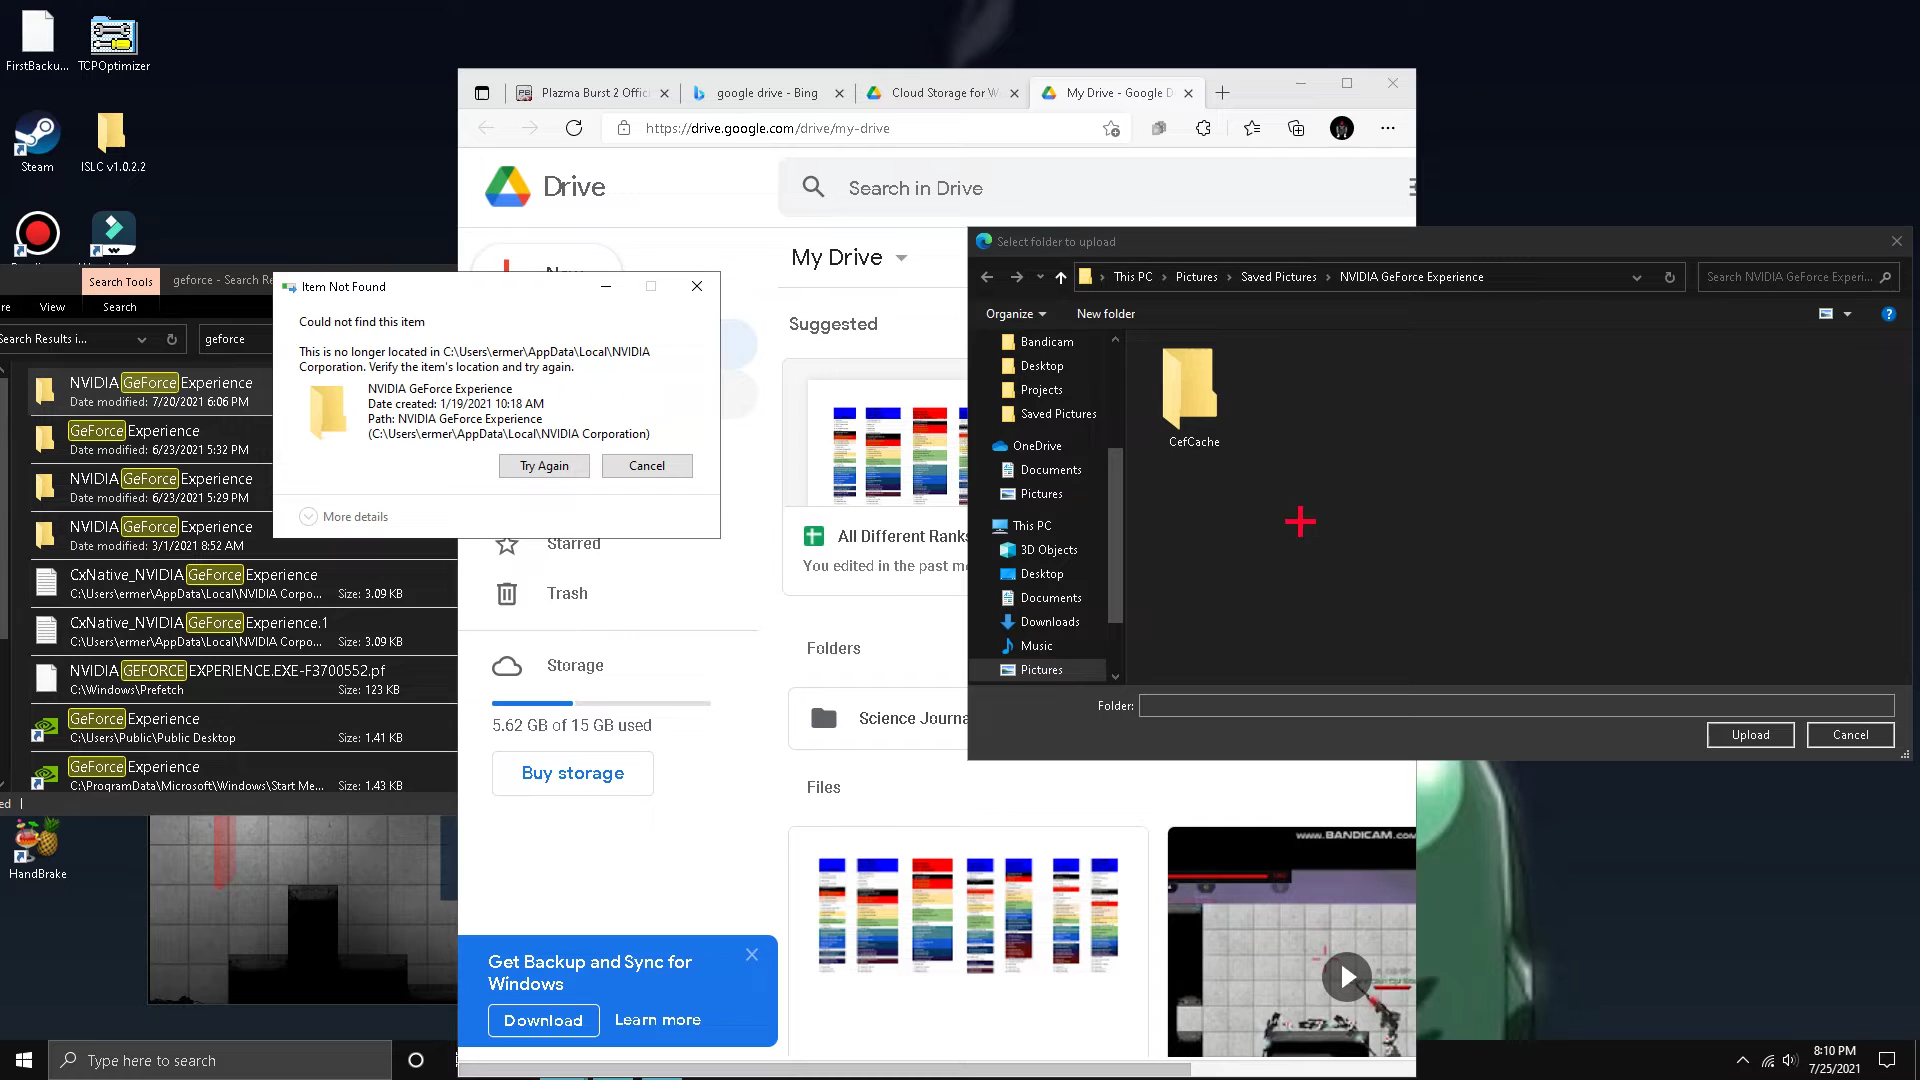 FirstBacku...
TCPOptimizer
Steam
ISLC v1.0.2.2
Search Tools
geforce - Search Re
View
Search
Search Results i...
geforce
NVIDIA GeForce Experience
Date modified: 7/20/2021 6:06 PM
GeForce Experience
Date modified: 6/23/2021 5:32 PM
NVIDIA GeForce Experience
Date modified: 6/23/2021 5:29 PM
NVIDIA GeForce Experience
Date modified: 3/1/2021 8:52 AM
CxNative_NVIDIA GeForce Experience
C:\Users\ermer\AppData\Local\NVIDIA Corpo... Size: 3.09 KB
CxNative_NVIDIA GeForce Experience.1
C:\Users\ermer\AppData\Local\NVIDIA Corpo... Size: 3.09 KB
NVIDIA GEFORCE EXPERIENCE.EXE-F3700552.pf
C:\Windows\Prefetch Size: 123 KB
GeForce Experience
C:\Users\Public\Public Desktop Size: 1.41 KB
GeForce Experience
C:\ProgramData\Microsoft\Windows\Start Me... Size: 1.43 KB
HandBrake
Item Not Found
Could not find this item
This is no longer located in C:\Users\ermer\AppData\Local\NVIDIA
Corporation. Verify the item's location and try again.
NVIDIA GeForce Experience
Date created: 1/19/2021 10:18 AM
Path: NVIDIA GeForce Experience
(C:\Users\ermer\AppData\Local\NVIDIA Corporation)
Try Again
Cancel
More details
Plazma Burst 2 Offic
google drive - Bing
Cloud Storage for W
My Drive - Google D
https://drive.google.com/drive/my-drive
Drive
Search in Drive
New
My Drive
Suggested
All Different Ranks
You edited in the past m
Starred
Trash
Storage
5.62 GB of 15 GB used
Buy storage
Folders
Science Journa
Files
www.BANDICAM.com
Get Backup and Sync for
Windows
Download
Learn more
Select folder to upload
This PC
Pictures
Saved Pictures
NVIDIA GeForce Experience
Search NVIDIA GeForce Experi...
Organize
New folder
Bandicam
Desktop
Projects
Saved Pictures
OneDrive
Documents
Pictures
This PC
3D Objects
Desktop
Documents
Downloads
Music
Pictures
CefCache
Folder:
Upload
Cancel
Type here to search
8:10 PM
7/25/2021